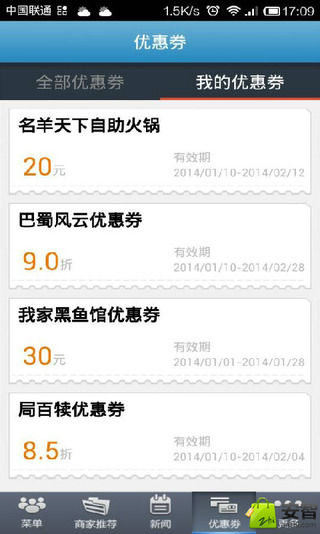 中国联通 1.5K/s 17:09
优惠券
全部优惠券 我的优惠券
名羊天下自助火锅
20元
有效期
2014/01/10-2014/02/12
巴蜀风云优惠券
9.0折
有效期
2014/01/10-2014/02/28
我家黑鱼馆优惠券
30元
有效期
2014/01/01-2014/01/28
局百犊优惠券
8.5折
有效期
2014/01/10-2014/02/04
菜单 商家推荐 新闻 优惠券
安智